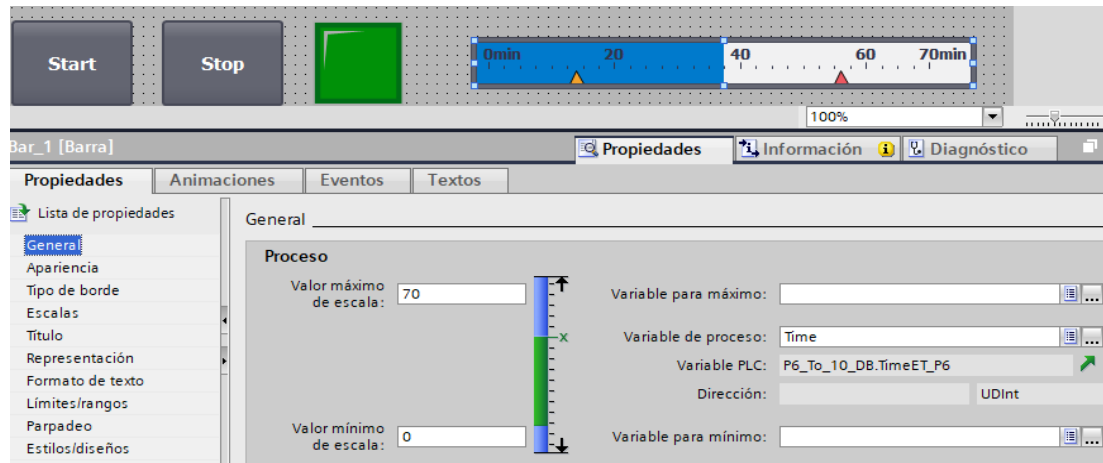 Start
Stop
0min 20 40 60 70min
100%
Bar_1 [Barra]
Propiedades
Información
Diagnóstico
Propiedades
Animaciones
Eventos
Textos
Lista de propiedades
General
Apariencia
Tipo de borde
Escalas
Título
Representación
Formato de texto
Límites/rangos
Parpadeo
Estilos/diseños
General
Proceso
Valor máximo
de escala:
70
Variable para máximo:
x
Variable de proceso:
Time
Variable PLC:
P6_To_10_DB.TimeET_P6
Dirección:
UDInt
Valor mínimo
de escala:
0
Variable para mínimo: